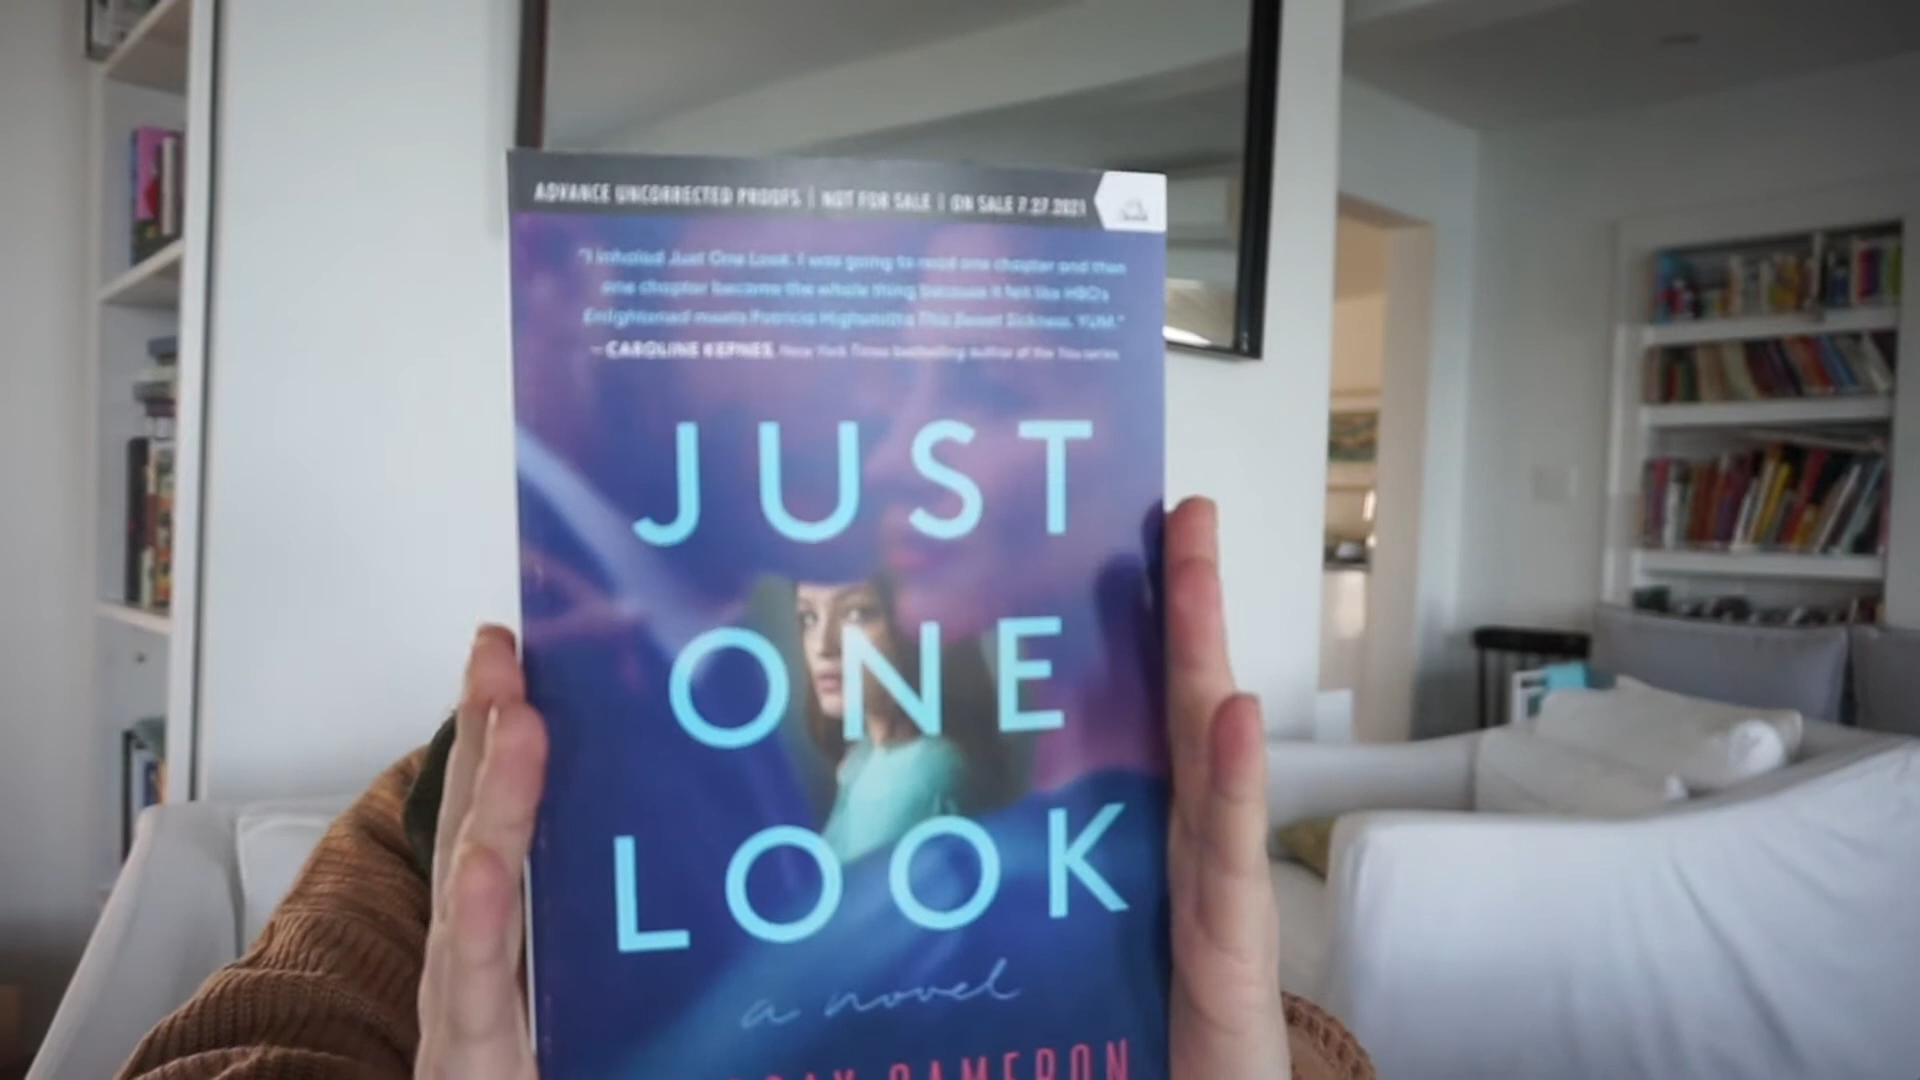 ADVANCE UNCORRECTED PROOFS | NOT FOR SALE | ON SALE 7.27.2021
"I inhaled Just One Look. I was going to read one chapter and then
one chapter became the whole thing because it felt like HBO's
Enlightened meets Patricia Highsmith's This Sweet Sickness. YUM."
—CAROLINE KEPNES, New York Times bestselling author of the You series
JUST
ONE
LOOK
a novel
CAMERON